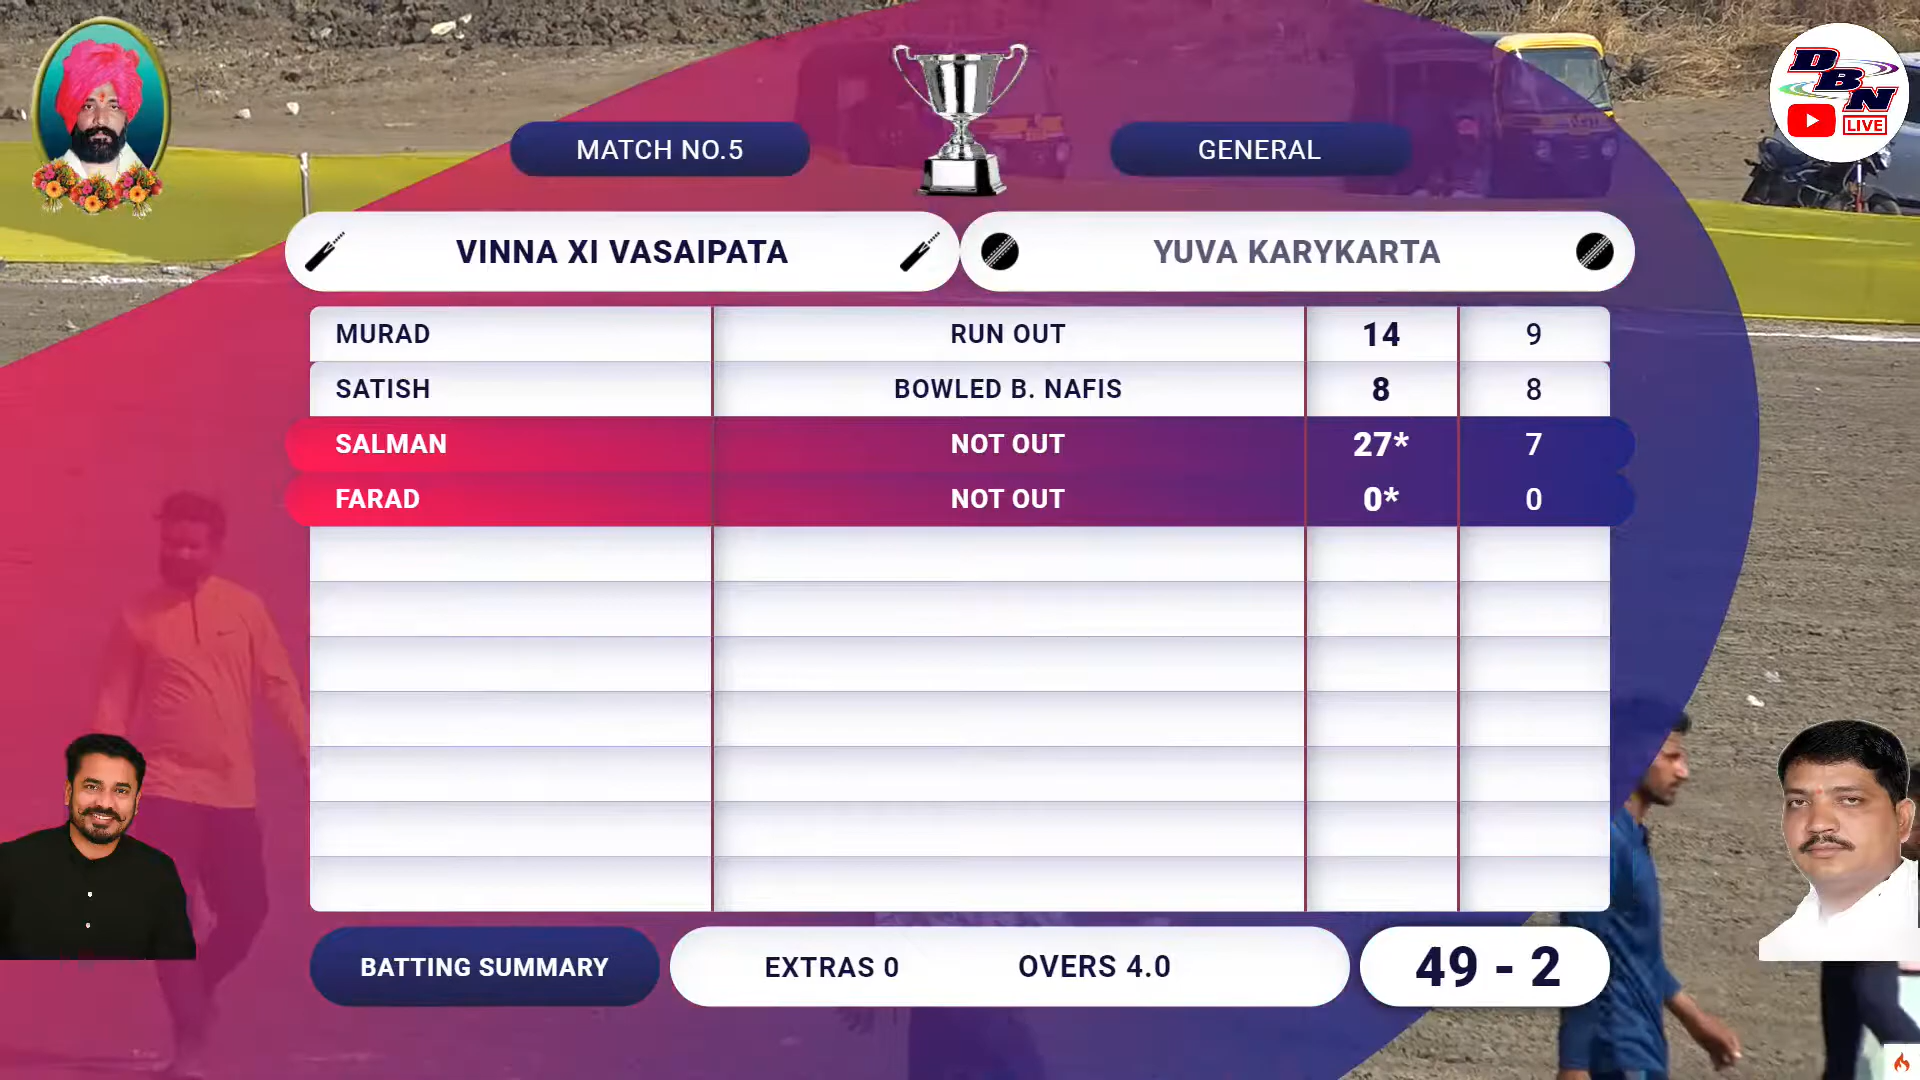 DBN
LIVE
MATCH NO.5
GENERAL
VINNA XI VASAIPATA
YUVA KARYKARTA
MURAD RUN OUT 14 9
SATISH BOWLED B. NAFIS 8 8
SALMAN NOT OUT 27* 7
FARAD NOT OUT 0* 0
BATTING SUMMARY
EXTRAS 0 OVERS 4.0
49 - 2